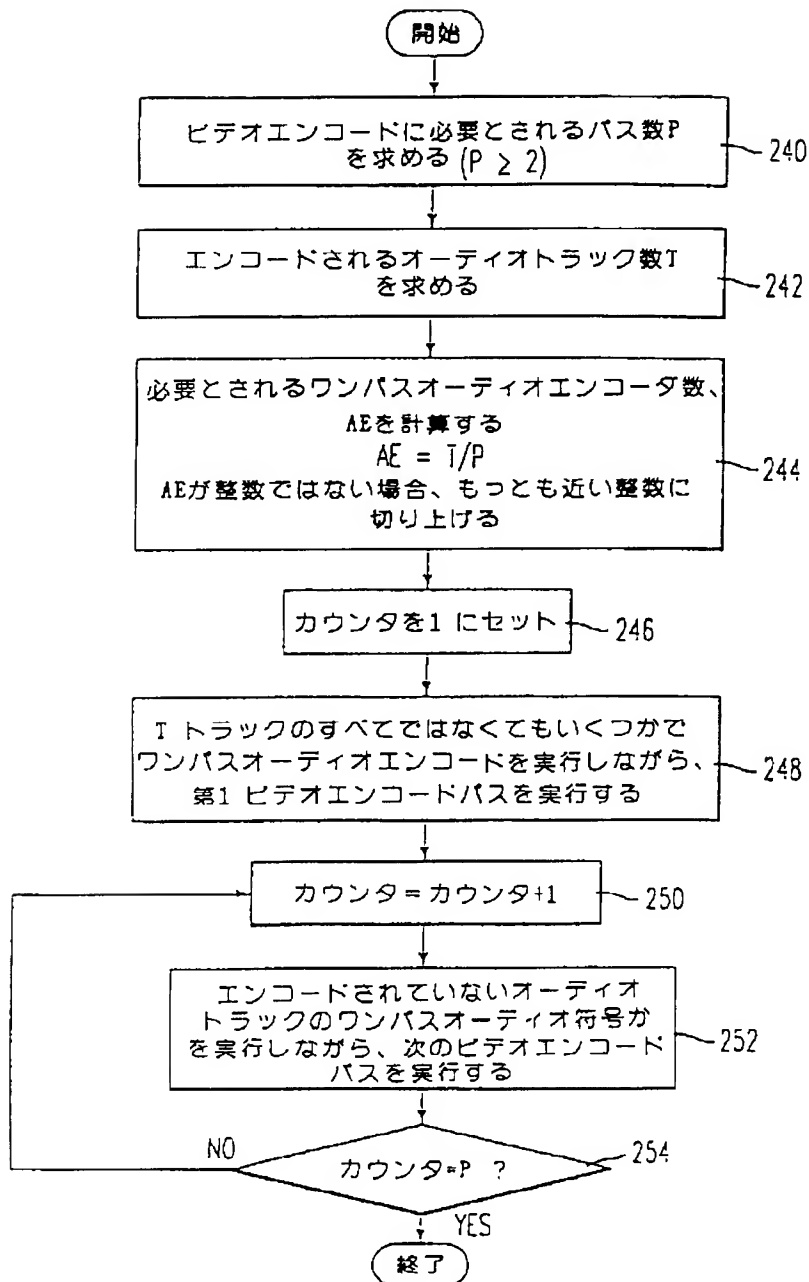 開始
ビデオエンコードに必要とされるパス数P
を求める (P ≥ 2)
240
エンコードされるオーディオトラック数T
を求める
242
必要とされるワンパスオーディオエンコーダ数、
AEを計算する
AE = T/P
AEが整数ではない場合、もっとも近い整数に
切り上げる
244
カウンタを1 にセット
246
T トラックのすべてではなくてもいくつかで
ワンパスオーディオエンコードを実行しながら、
第1 ビデオエンコードパスを実行する
248
カウンタ=カウンタ+1
250
エンコードされていないオーディオ
トラックのワンパスオーディオ符号か
を実行しながら、次のビデオエンコード
パスを実行する
252
NO
カウンタ=P ?
254
YES
終了